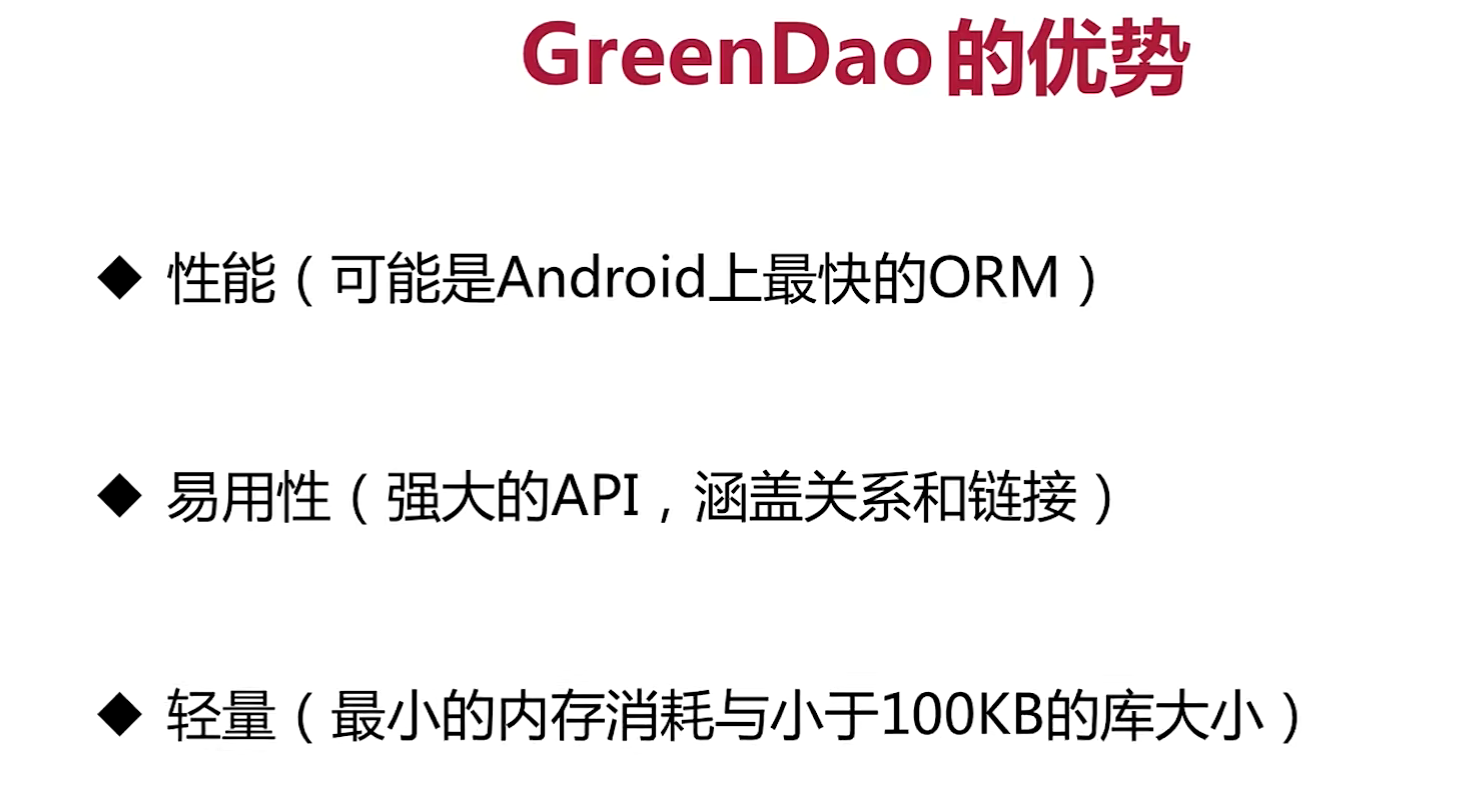 GreenDao的优势
◆ 性能（可能是Android上最快的ORM）
◆ 易用性（强大的API，涵盖关系和链接）
◆ 轻量（最小的内存消耗与小于100KB的库大小）